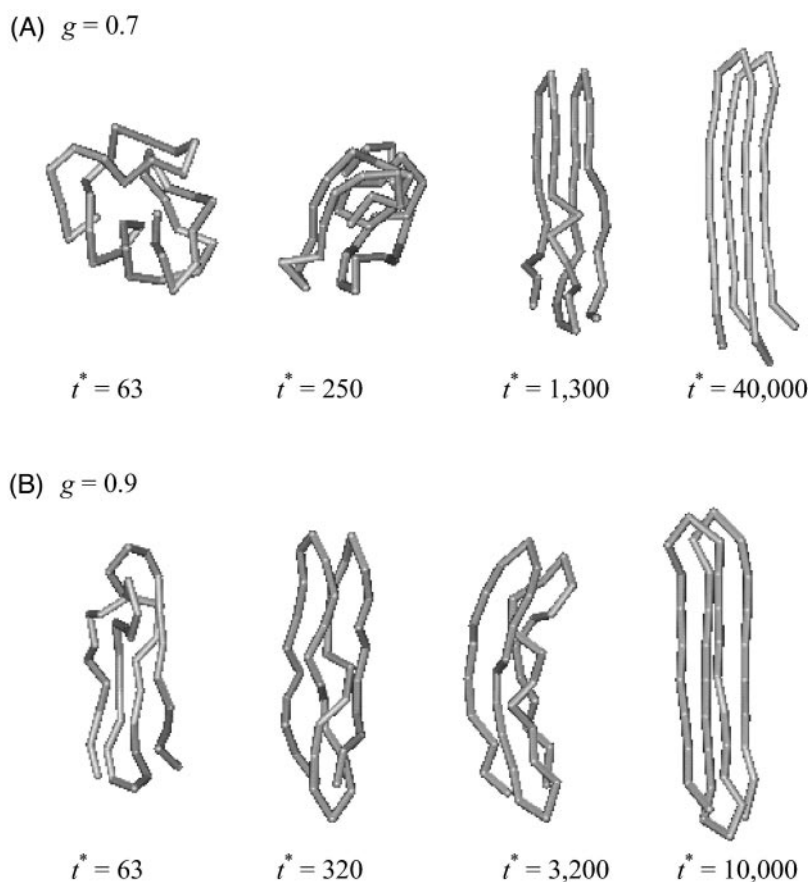 (A) g = 0.7
t* = 63 t* = 250 t* = 1,300 t* = 40,000
(B) g = 0.9
t* = 63 t* = 320 t* = 3,200 t* = 10,000